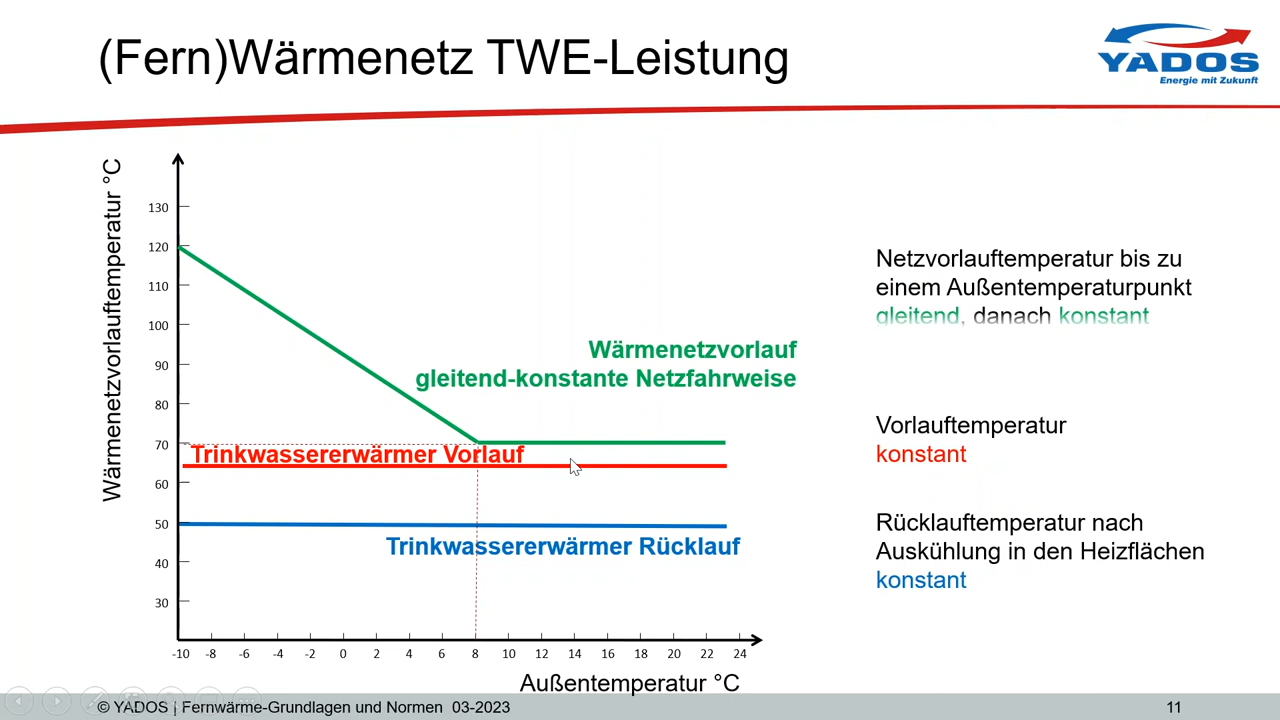 (Fern)Wärmenetz TWE-Leistung
YADOS
Energie mit Zukunft
Wärmenetzvorlauftemperatur °C
130
120
110
100
90
80
70
60
50
40
30
Wärmenetzvorlauf
gleitend-konstante Netzfahrweise
Trinkwassererwärmer Vorlauf
Trinkwassererwärmer Rücklauf
-10 -8 -6 -4 -2 0 2 4 6 8 10 12 14 16 18 20 22 24
Außentemperatur °C
Netzvorlauftemperatur bis zu
einem Außentemperaturpunkt
gleitend, danach konstant
Vorlauftemperatur
konstant
Rücklauftemperatur nach
Auskühlung in den Heizflächen
konstant
© YADOS | Fernwärme-Grundlagen und Normen 03-2023
11